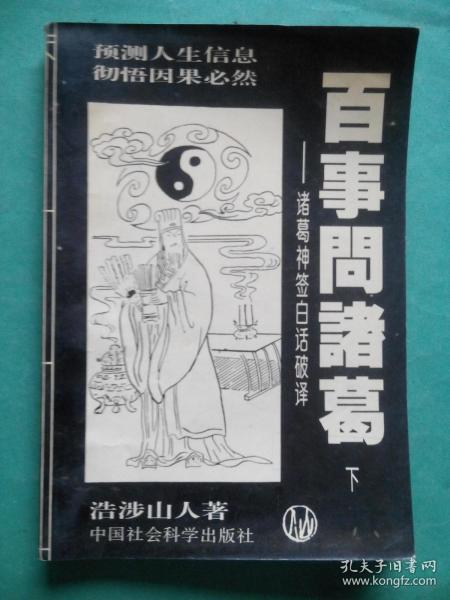 预测人生信息
彻悟因果必然
百事問諸葛
——诸葛神签白话破译
下
浩涉山人著
中国社会科学出版社
孔夫子旧书网
www.kongfz.com